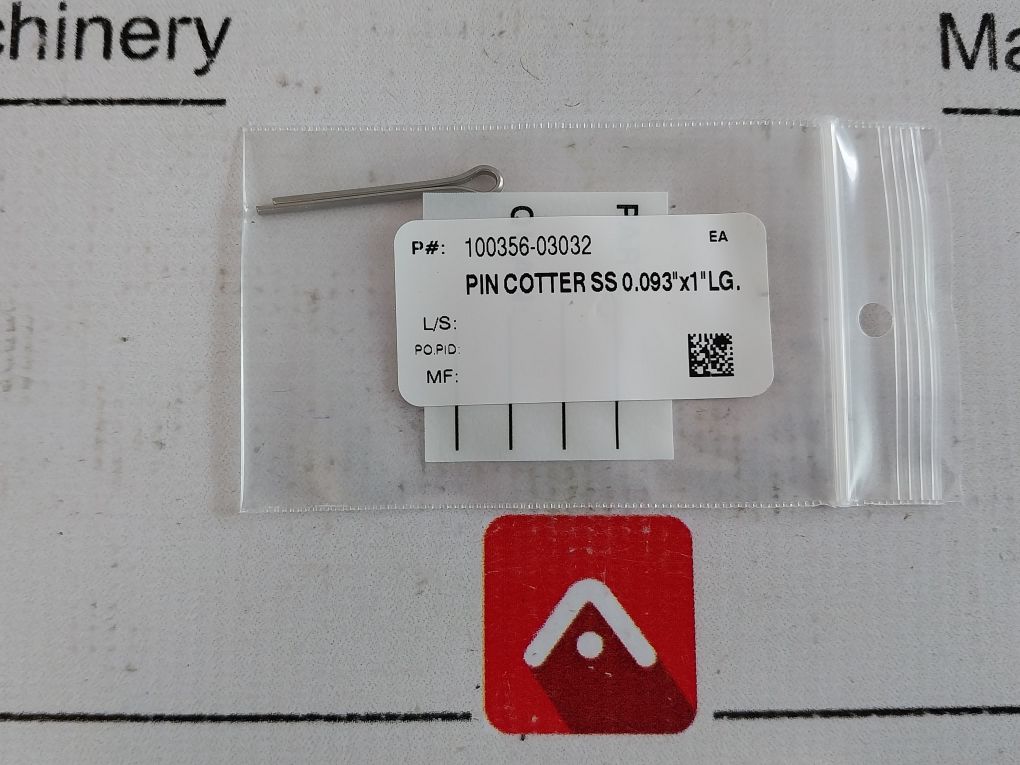 chinery
Ma
P#: 100356-03032 EA
PIN COTTER SS 0.093"x1"LG.
L/S:
PO.PID:
MF: